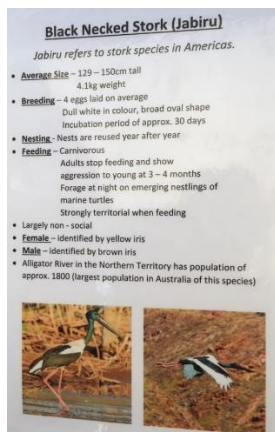 Black Necked Stork (Jabiru)
Jabiru refers to stork species in Americas.
• Average Size – 129 – 150cm tall
4.1kg weight
• Breeding – 4 eggs laid on average
Dull white in colour, broad oval shape
Incubation period of approx. 30 days
• Nesting - Nests are reused year after year
• Feeding – Carnivorous
Adults stop feeding and show
aggression to young at 3 – 4 months
Forage at night on emerging nestlings of
marine turtles
Strongly territorial when feeding
• Largely non - social
• Female – identified by yellow iris
• Male – identified by brown iris
• Alligator River in the Northern Territory has population of
approx. 1800 (largest population in Australia of this species)